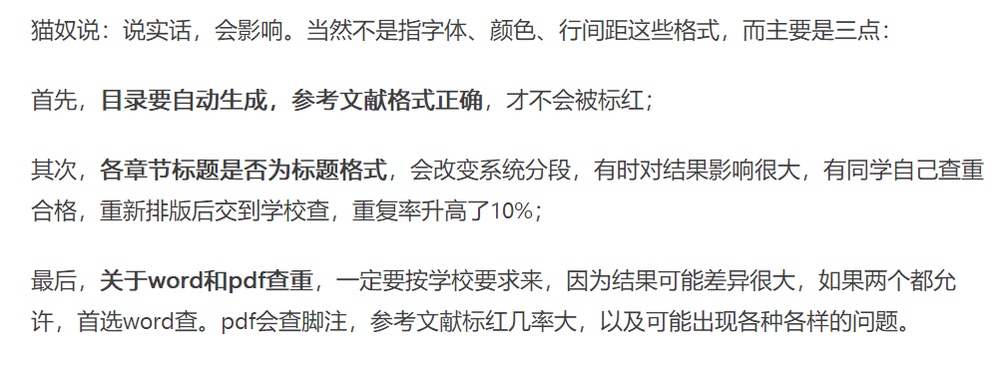 猫奴说：说实话，会影响。当然不是指字体、颜色、行间距这些格式，而主要是三点：
首先，目录要自动生成，参考文献格式正确，才不会被标红；
其次，各章节标题是否为标题格式，会改变系统分段，有时对结果影响很大，有同学自己查重
合格，重新排版后交到学校查，重复率升高了10%；
最后，关于word和pdf查重，一定要按学校要求来，因为结果可能差异很大，如果两个都允
许，首选word查。pdf会查脚注，参考文献标红几率大，以及可能出现各种各样的问题。